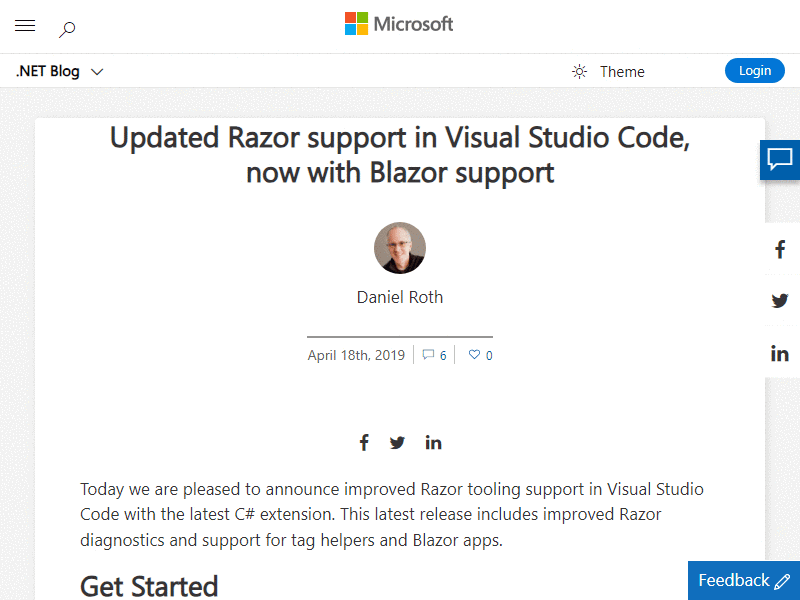 Microsoft
.NET Blog
Theme
Login
Updated Razor support in Visual Studio Code,
now with Blazor support
Daniel Roth
April 18th, 2019 6 0
Today we are pleased to announce improved Razor tooling support in Visual Studio
Code with the latest C# extension. This latest release includes improved Razor
diagnostics and support for tag helpers and Blazor apps.
Get Started
Feedback